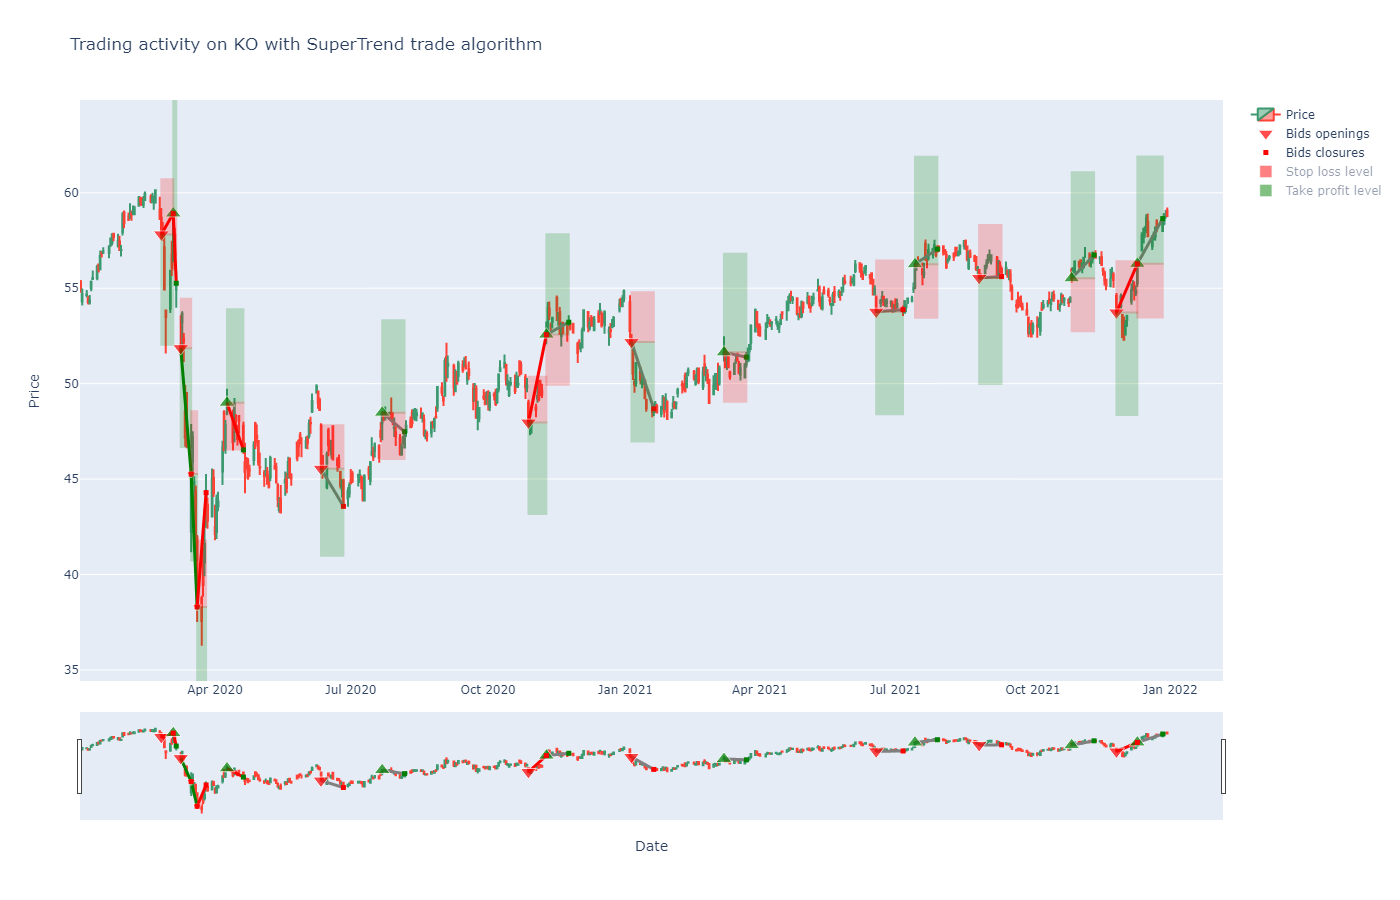 Trading activity on KO with SuperTrend trade algorithm
Price
Bids openings
Bids closures
Stop loss level
Take profit level
60
55
50
45
40
35
Price
Price
Apr 2020
Jul 2020
Oct 2020
Jan 2021
Apr 2021
Jul 2021
Oct 2021
Jan 2022
Date